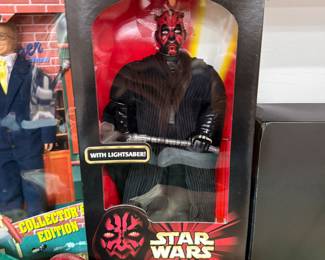 WITH LIGHTSABER!
COLLECTOR'S
EDITION
STAR
WARS